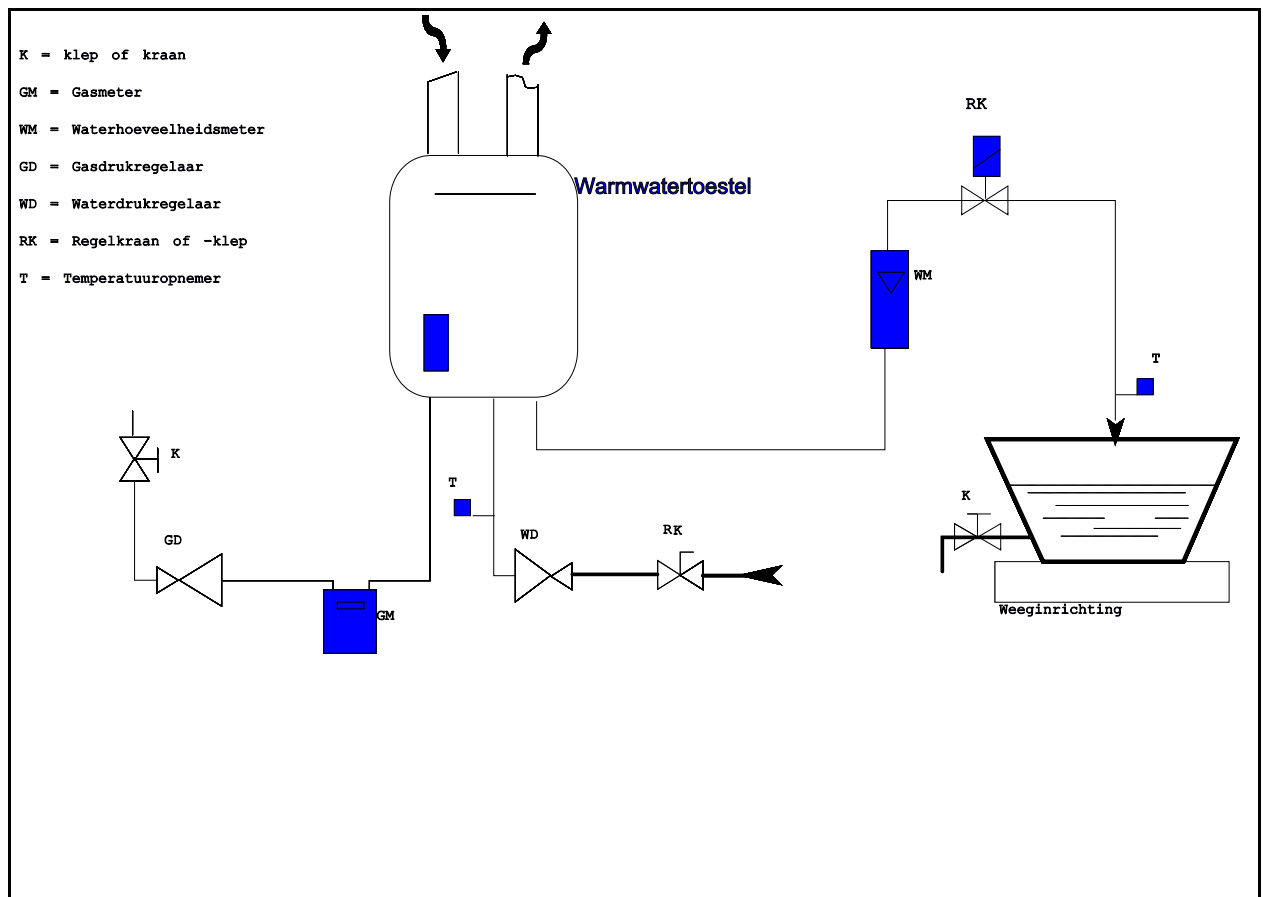 K = klep of kraan
GM = Gasmeter
WM = Waterhoeveelheidsmeter
GD = Gasdrukregelaar
WD = Waterdrukregelaar
RK = Regelkraan of -klep
T = Temperatuuropnemer
Warmwatertoestel
RK
WM
T
K
T
K
GD
WD
RK
GM
Weeginrichting